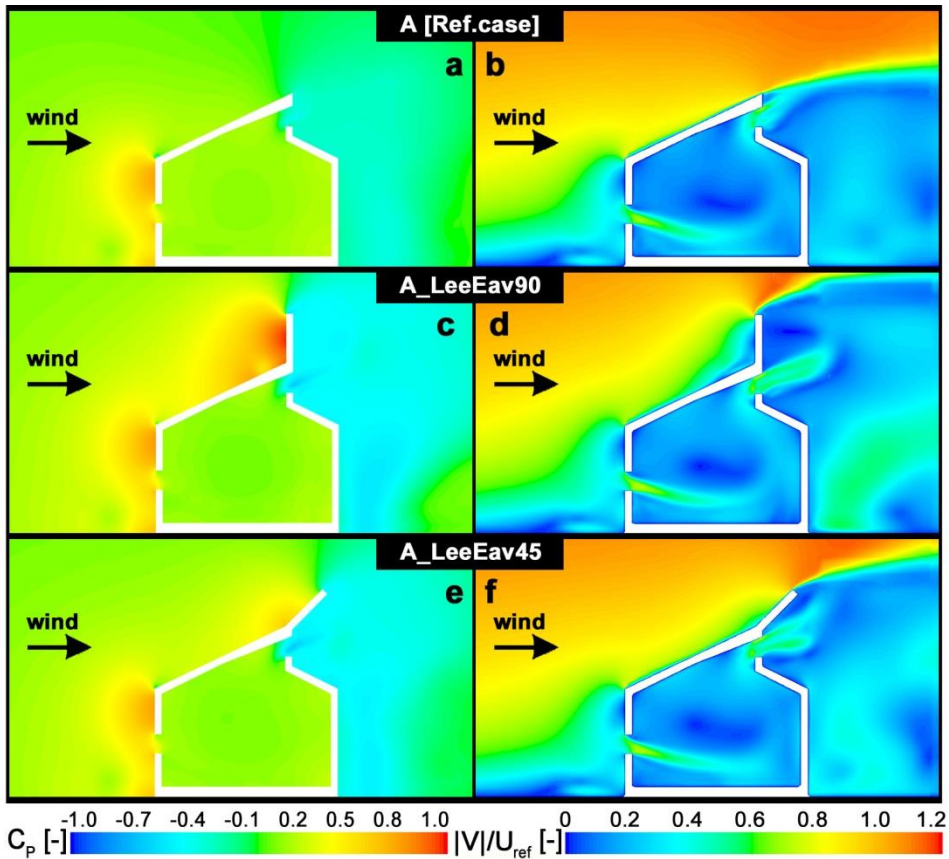 A [Ref.case]
a
b
wind
wind
A_LeeEav90
c
d
wind
wind
A_LeeEav45
e
f
wind
wind
-1.0 -0.7 -0.4 -0.1 0.2 0.5 0.8 1.0
C_P [-]
0 0.2 0.4 0.6 0.8 1.0 1.2
|V|/U_ref [-]